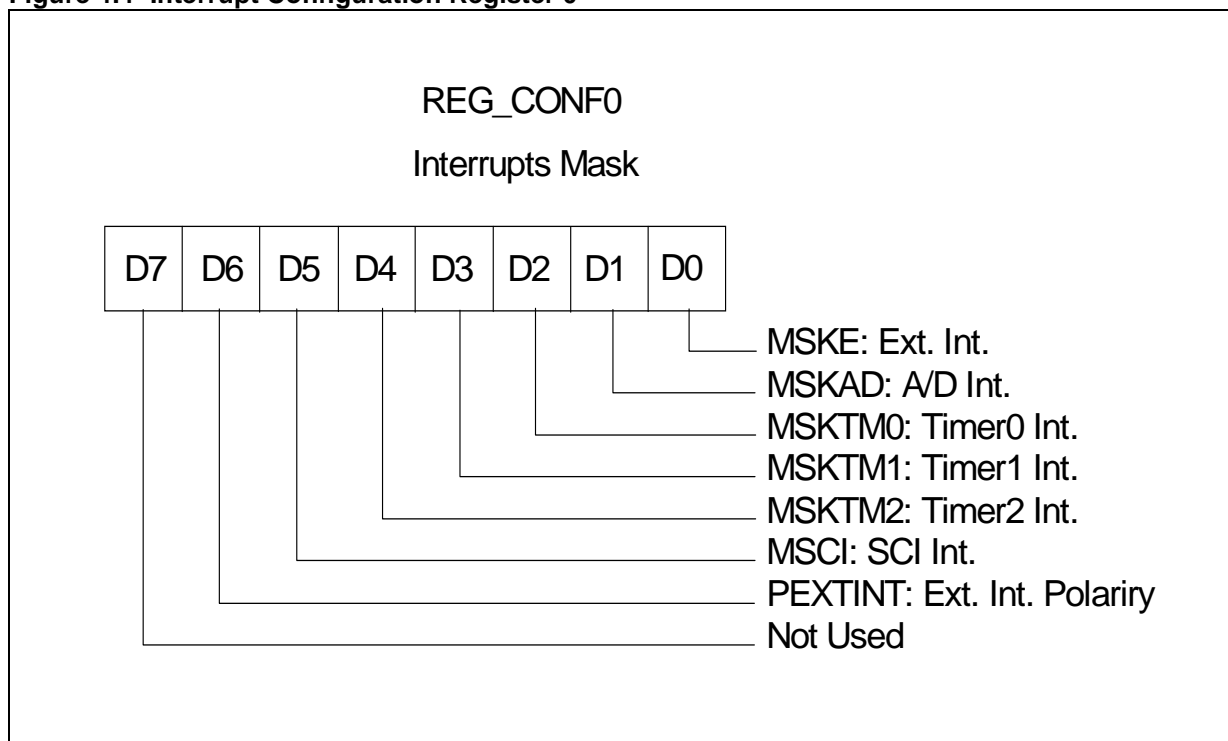 Figure 4.1 Interrupt Configuration Register 0
REG_CONF0
Interrupts Mask
D7 D6 D5 D4 D3 D2 D1 D0
MSKE: Ext. Int.
MSKAD: A/D Int.
MSKTM0: Timer0 Int.
MSKTM1: Timer1 Int.
MSKTM2: Timer2 Int.
MSCI: SCI Int.
PEXTINT: Ext. Int. Polariry
Not Used